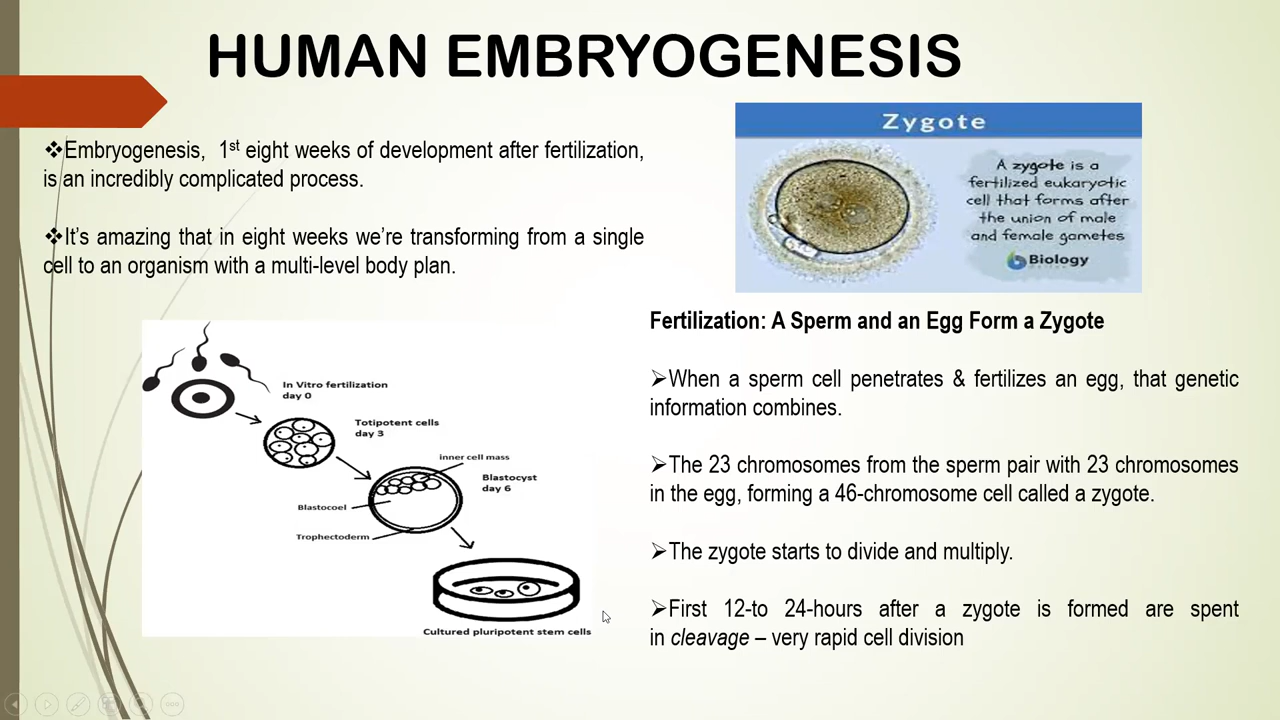 HUMAN EMBRYOGENESIS
❖Embryogenesis, 1st eight weeks of development after fertilization,
is an incredibly complicated process.
❖It's amazing that in eight weeks we're transforming from a single
cell to an organism with a multi-level body plan.
In Vitro fertilization
day 0
Totipotent cells
day 3
inner cell mass
Blastocyst
day 6
Blastocoel
Trophectoderm
Cultured pluripotent stem cells
Zygote
A zygote is a
fertilized eukaryotic
cell that forms after
the union of male
and female gametes
Biology
Fertilization: A Sperm and an Egg Form a Zygote
➢When a sperm cell penetrates & fertilizes an egg, that genetic
information combines.
➢The 23 chromosomes from the sperm pair with 23 chromosomes
in the egg, forming a 46-chromosome cell called a zygote.
➢The zygote starts to divide and multiply.
➢First 12-to 24-hours after a zygote is formed are spent
in cleavage – very rapid cell division